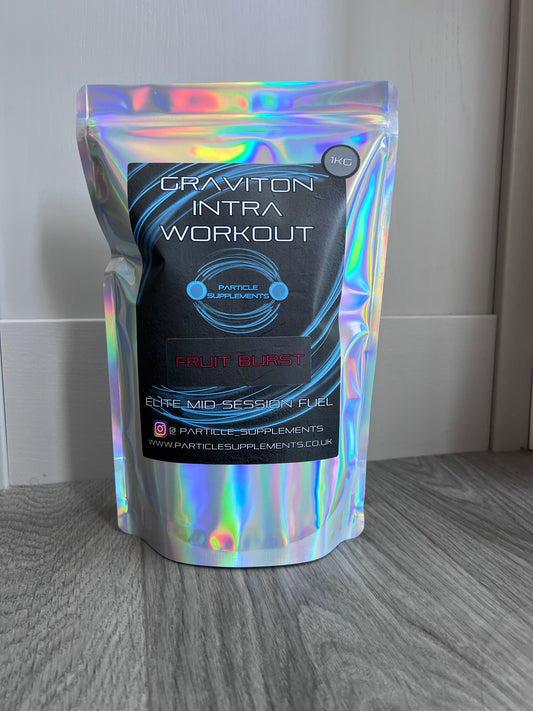 1KG
GRAVITON
INTRA
WORKOUT
PARTICLE
SUPPLEMENTS
FRUIT BURST
ELITE MID-SESSION FUEL
@ PARTICLE_SUPPLEMENTS
WWW.PARTICLESUPPLEMENTS.CO.UK